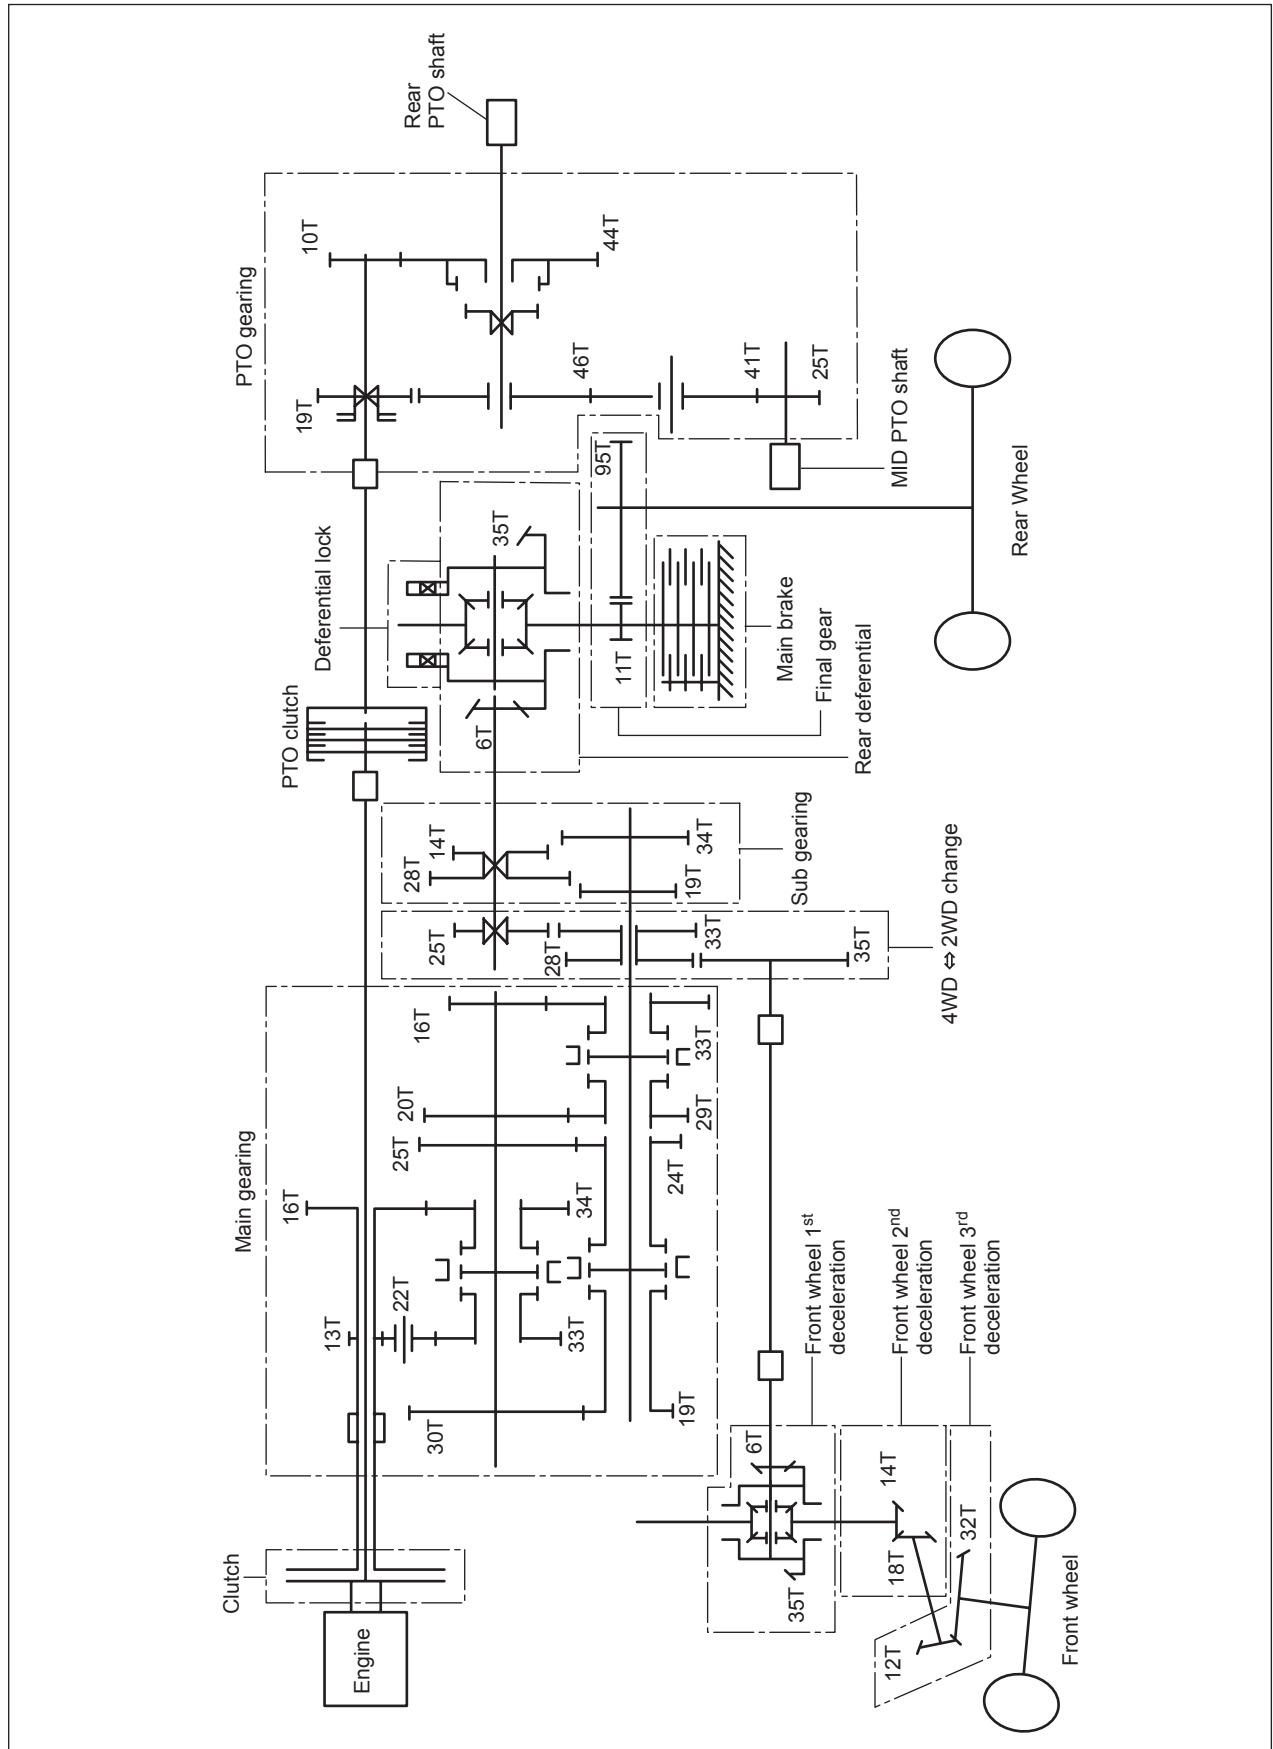 Rear
PTO shaft
PTO gearing
10T
44T
19T
46T
41T
25T
MID PTO shaft
95T
Rear Wheel
Deferential lock
35T
11T
Main brake
Final gear
Rear deferential
PTO clutch
6T
28T
14T
34T
19T
Sub gearing
25T
28T
33T
35T
4WD ⇔ 2WD change
Main gearing
16T
16T
33T
20T
29T
25T
24T
34T
13T
22T
33T
30T
19T
Front wheel 1st
deceleration
Front wheel 2nd
deceleration
Front wheel 3rd
deceleration
6T
35T
14T
18T
32T
12T
Front wheel
Clutch
Engine